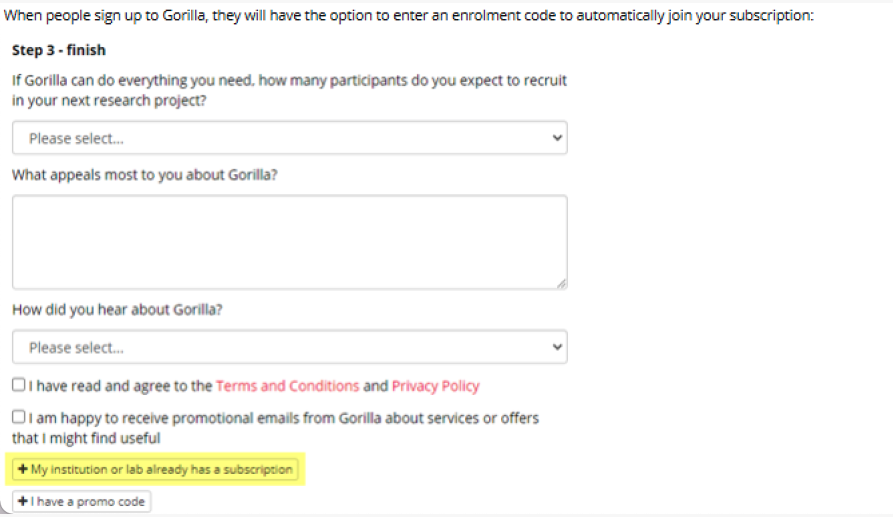 When people sign up to Gorilla, they will have the option to enter an enrolment code to automatically join your subscription:
Step 3 - finish
If Gorilla can do everything you need, how many participants do you expect to recruit
in your next research project?
Please select...
What appeals most to you about Gorilla?
How did you hear about Gorilla?
Please select...
I have read and agree to the Terms and Conditions and Privacy Policy
I am happy to receive promotional emails from Gorilla about services or offers
that I might find useful
+ My institution or lab already has a subscription
+ I have a promo code